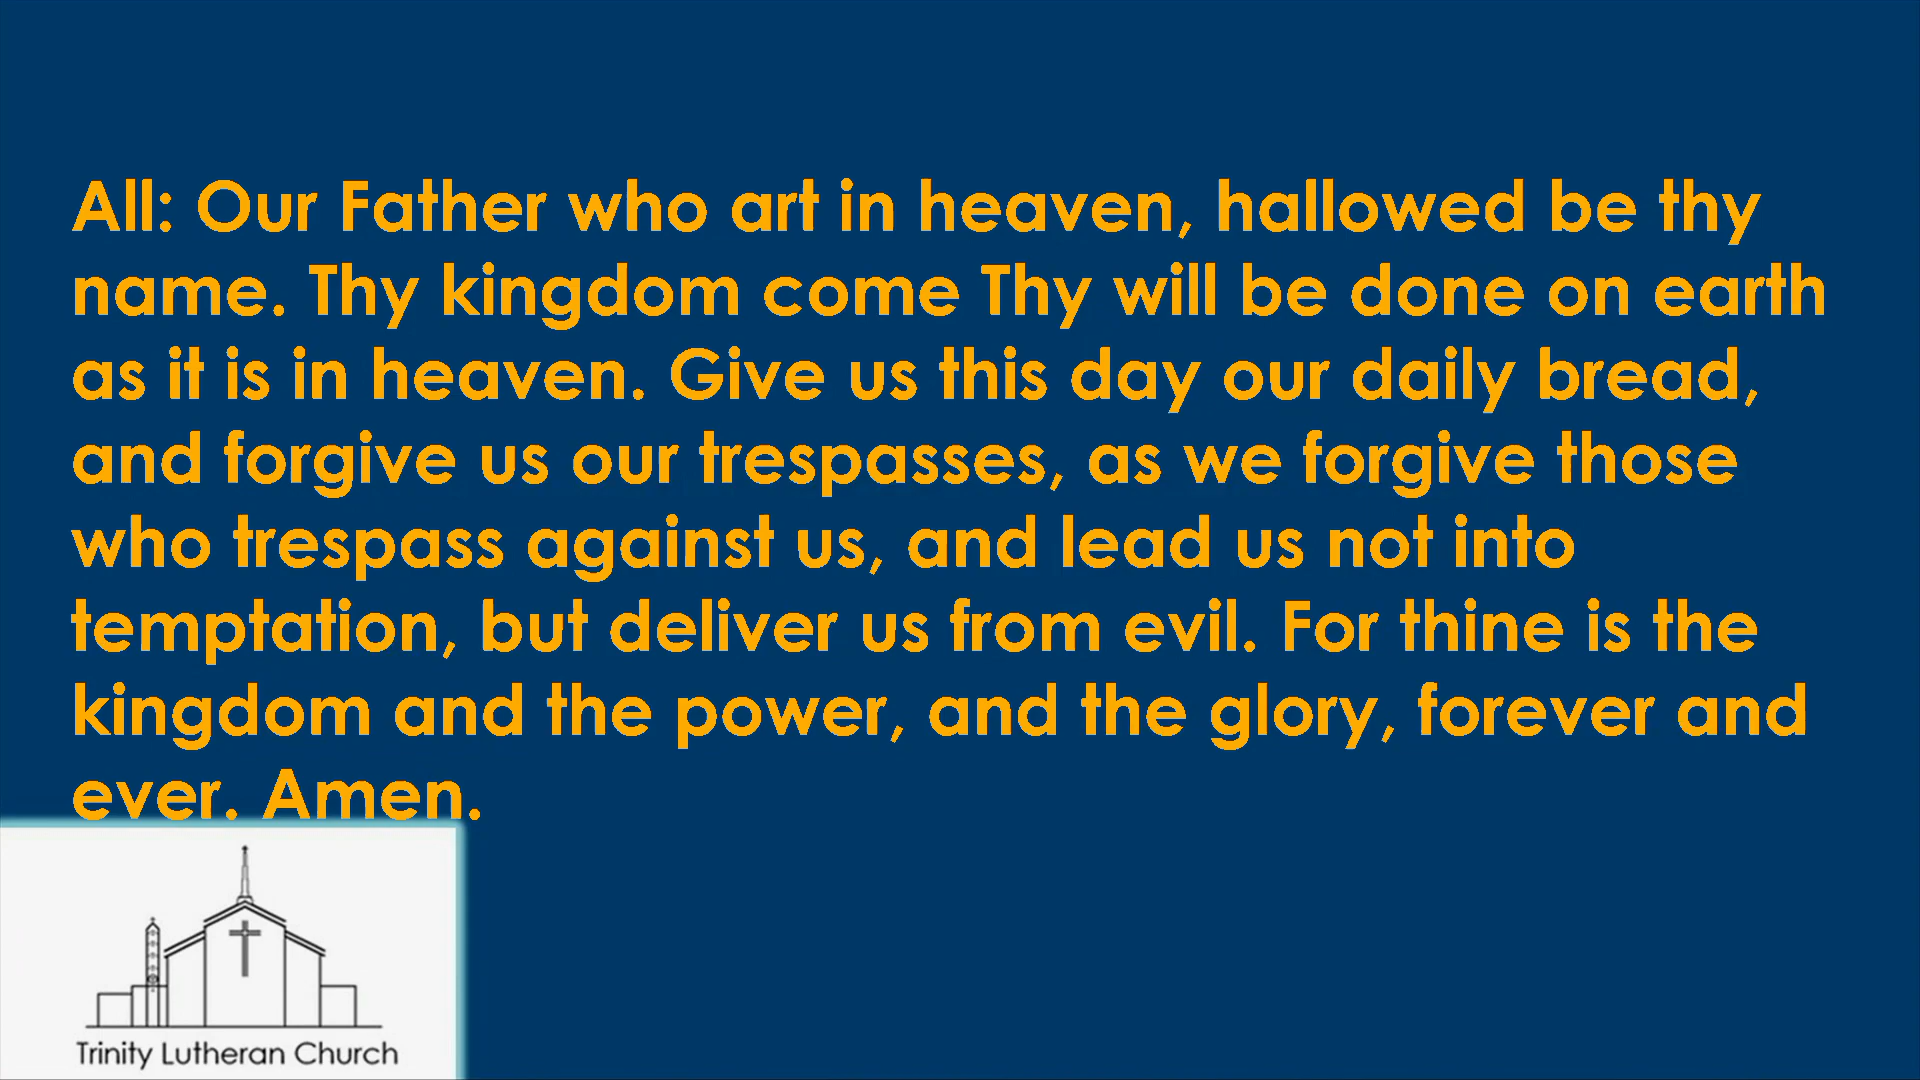 All: Our Father who art in heaven, hallowed be thy
name. Thy kingdom come Thy will be done on earth
as it is in heaven. Give us this day our daily bread,
and forgive us our trespasses, as we forgive those
who trespass against us, and lead us not into
temptation, but deliver us from evil. For thine is the
kingdom and the power, and the glory, forever and
ever. Amen.
Trinity Lutheran Church